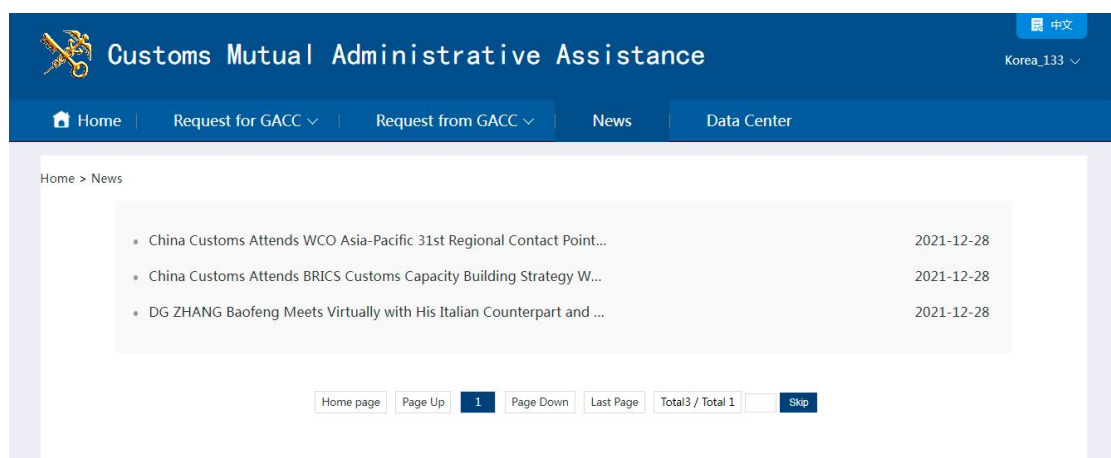 中文
Customs Mutual Administrative Assistance
Korea_133
Home
Request for GACC
Request from GACC
News
Data Center
Home > News
China Customs Attends WCO Asia-Pacific 31st Regional Contact Point... 2021-12-28
China Customs Attends BRICS Customs Capacity Building Strategy W... 2021-12-28
DG ZHANG Baofeng Meets Virtually with His Italian Counterpart and ... 2021-12-28
Home page Page Up 1 Page Down Last Page Total3 / Total 1 Skip